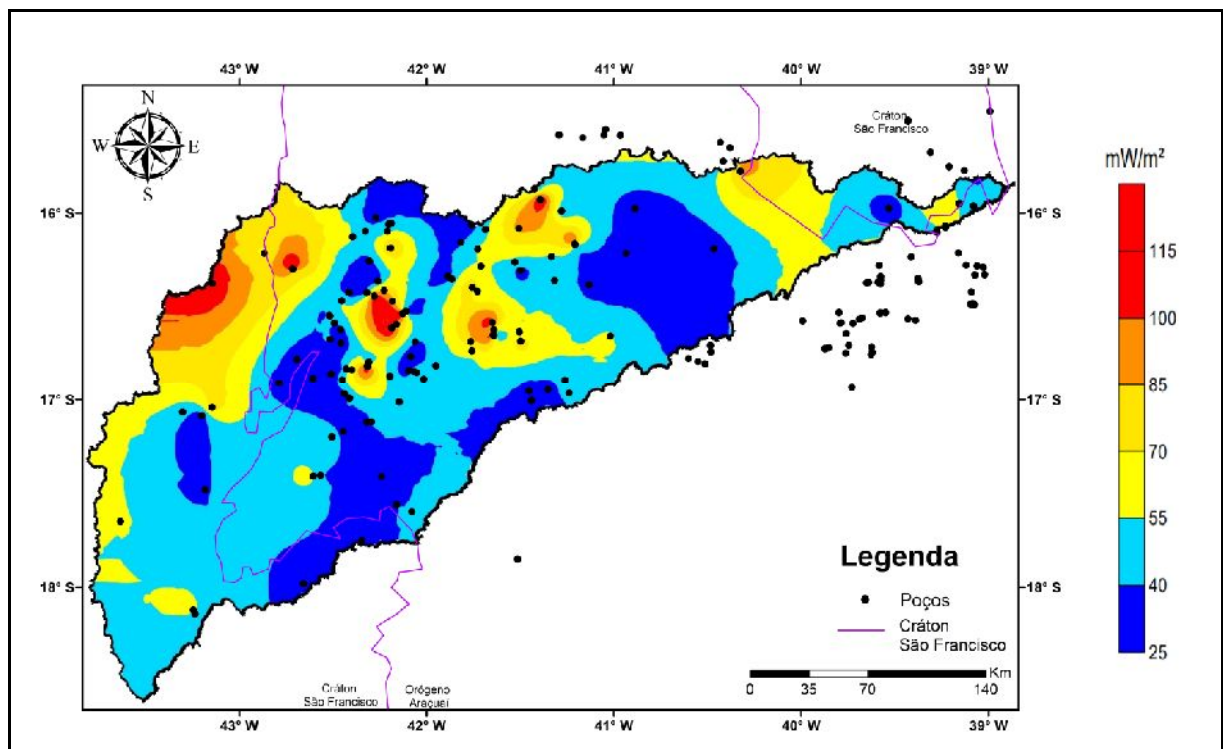 43° W 42° W 41° W 40° W 39° W
N
W E
S
Cráton
São Francisco
mW/m²
16° S 16° S
115
100
85
70
55
40
25
17° S 17° S
18° S 18° S
Legenda
Poços
Cráton
São Francisco
Km
0 35 70 140
Cráton
São Francisco
Orógeno
Araçuaí
43° W 42° W 41° W 40° W 39° W